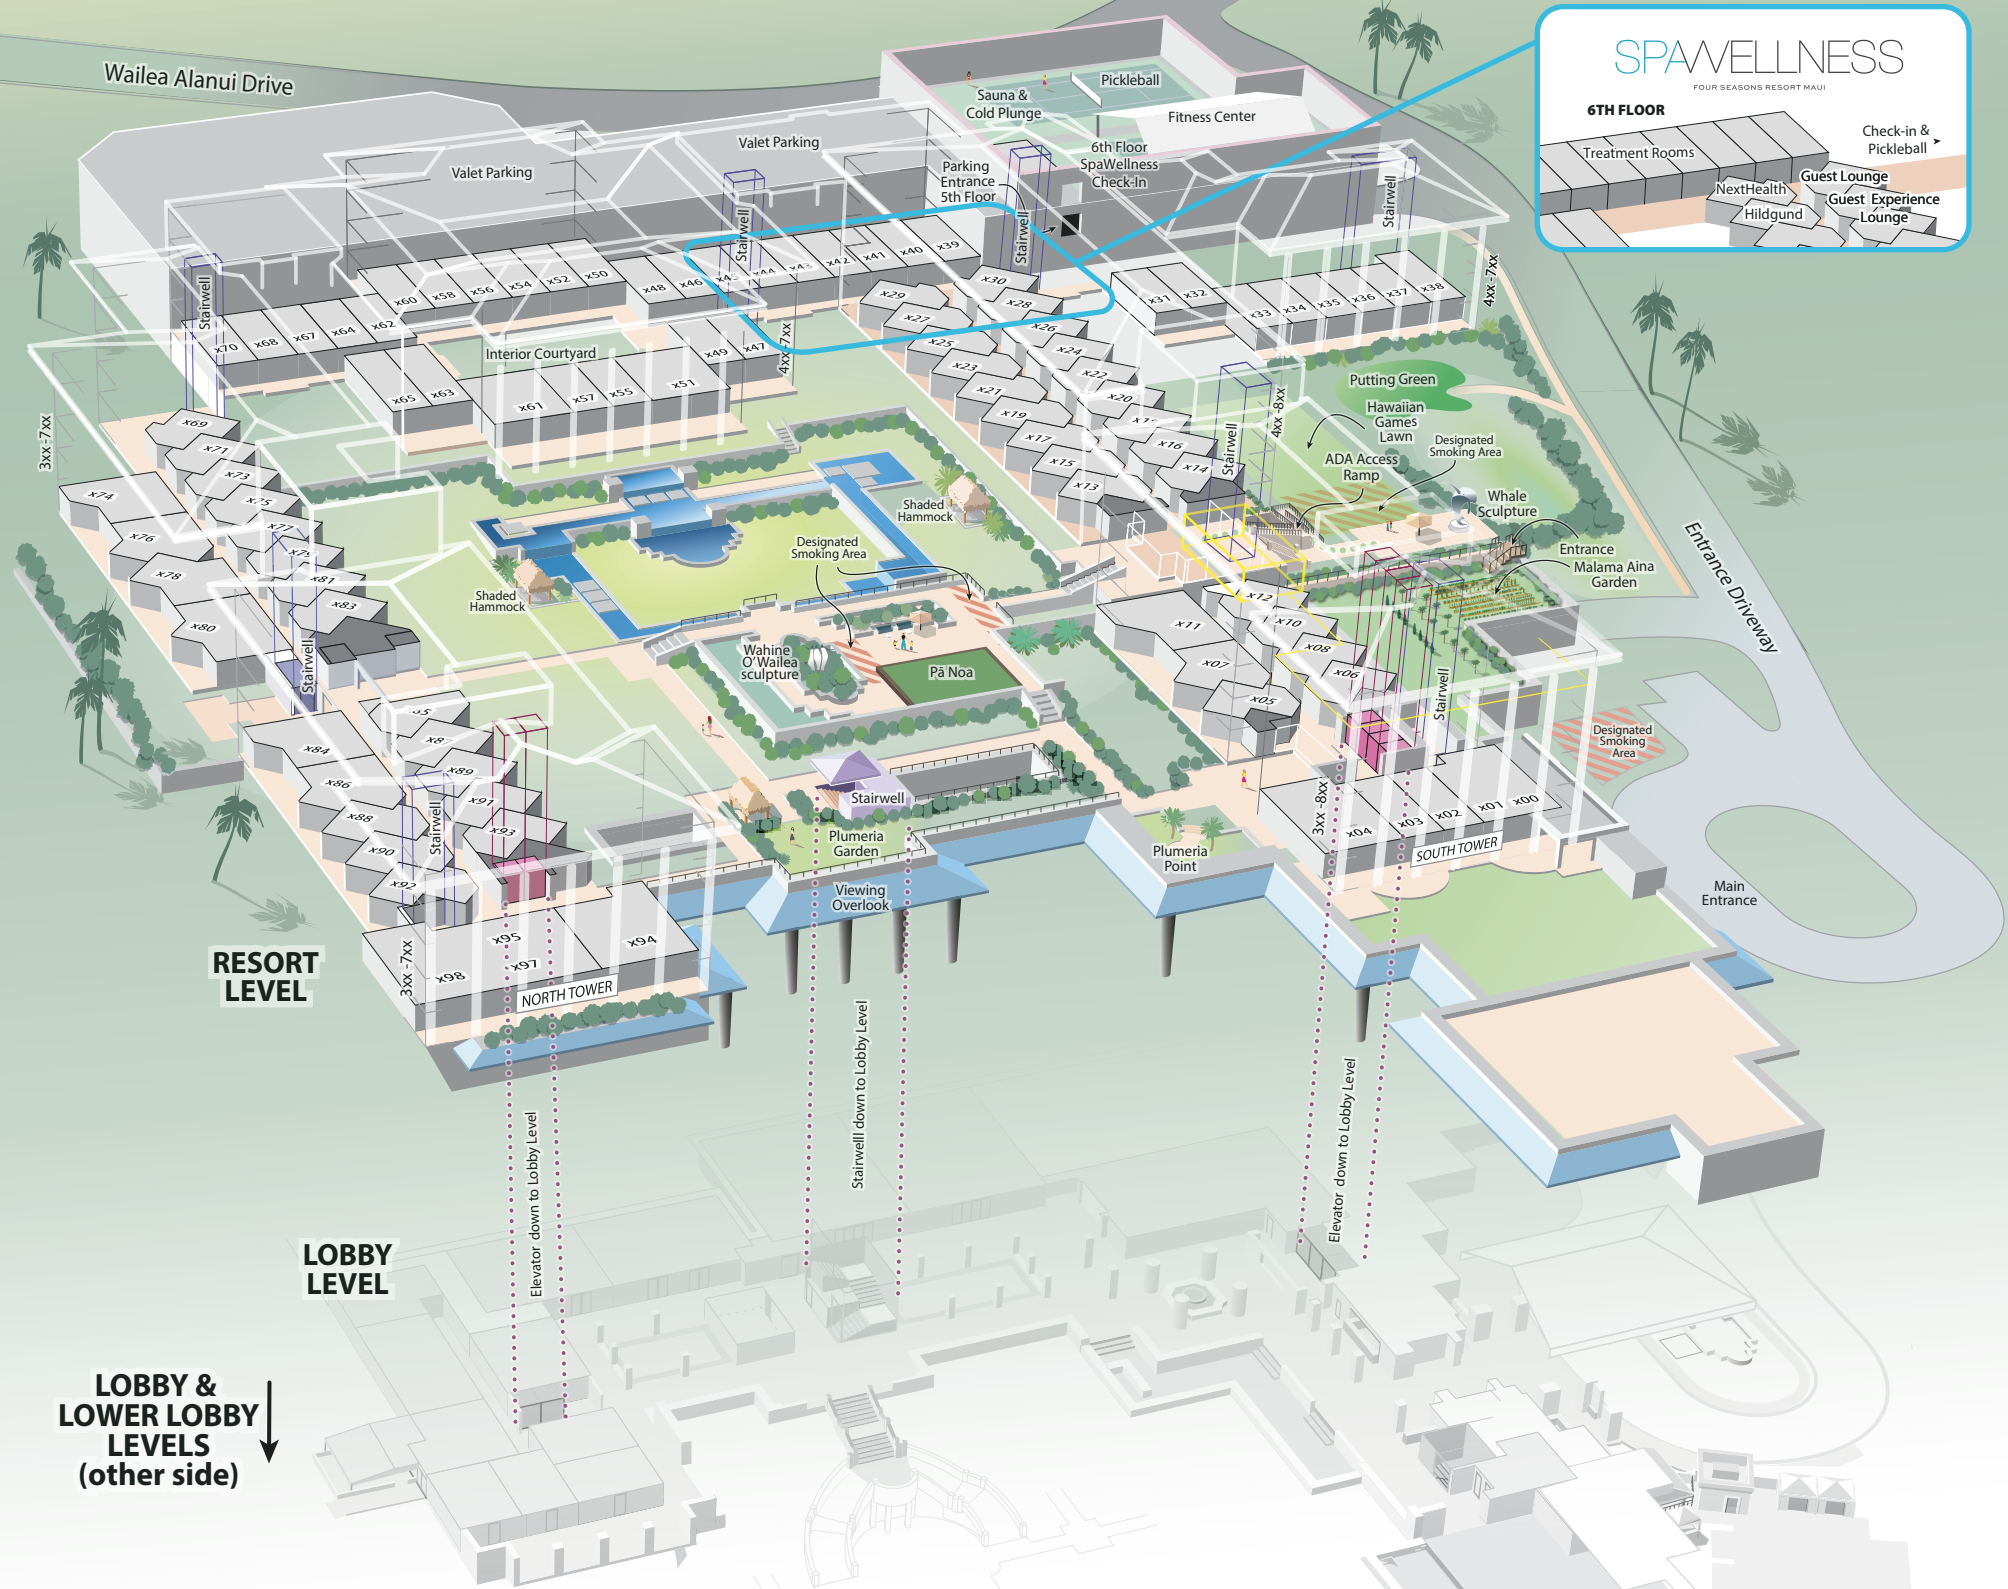 Wailea Alanui Drive
SPAWELLNESS
FOUR SEASONS RESORT MAUI
6TH FLOOR
Treatment Rooms
Check-in &
Pickleball
NextHealth
Guest Lounge
Hildgund
Guest Experience
Lounge
Pickleball
Sauna &
Cold Plunge
Fitness Center
Valet Parking
Valet Parking
6th Floor
SpaWellness
Check-In
Parking
Entrance
5th Floor
Stairwell
Stairwell
Stairwell
Stairwell
x39
x40
x41
x42
x43
x44
x45
x46
x48
x50
x52
x54
x56
x58
x60
x62
x64
x67
x68
x70
x30
x28
x26
x24
x22
x20
x16
x14
x29
x27
x25
x23
x21
x19
x17
x15
x13
x31
x32
x33
x34
x35
x36
x37
x38
4xx -7xx
4xx -7xx
Interior Courtyard
x49
x47
x65
x63
x61
x57
x55
x51
3xx -7xx
x69
x71
x73
x75
x77
x79
x81
x83
x74
x76
x78
x80
Stairwell
4xx -8xx
Stairwell
Putting Green
Hawaiian
Games
Lawn
Designated
Smoking Area
ADA Access
Ramp
Whale
Sculpture
Entrance
Malama Aina
Garden
Entrance Driveway
Shaded
Hammock
Shaded
Hammock
Designated
Smoking Area
Wahine
O'Wailea
sculpture
Pā Noa
x12
x11
x10
x08
x07
x06
x05
Stairwell
Designated
Smoking
Area
x85
x87
x89
x91
x93
x84
x86
x88
x90
x92
Stairwell
Stairwell
Plumeria
Garden
Viewing
Overlook
Plumeria
Point
3xx -8xx
x04
x03
x02
x01
x00
SOUTH TOWER
Main
Entrance
RESORT
LEVEL
3xx -7xx
x95
x94
x98
x97
NORTH TOWER
Elevator down to Lobby Level
Stairwell down to Lobby Level
Elevator down to Lobby Level
LOBBY
LEVEL
LOBBY &
LOWER LOBBY
LEVELS
(other side)